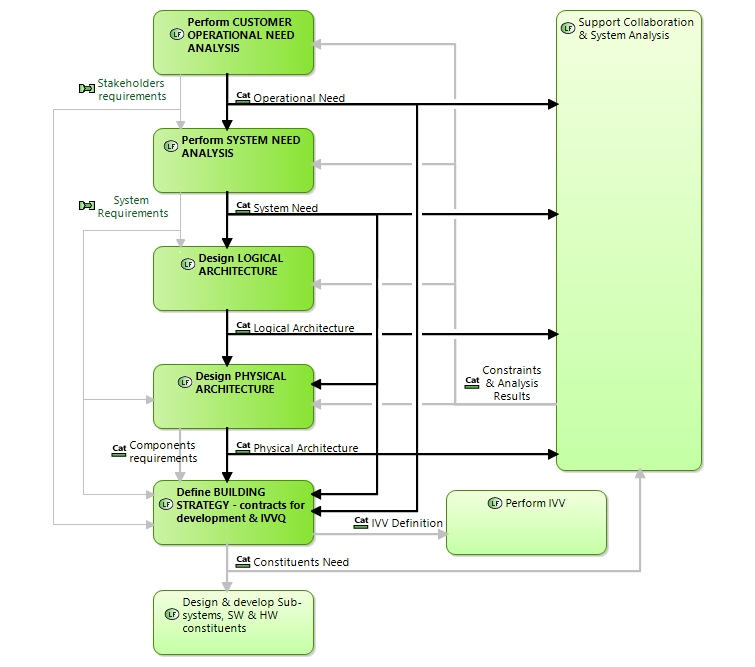 Perform CUSTOMER
LF OPERATIONAL NEED
ANALYSIS
LF Support Collaboration
& System Analysis
Stakeholders
requirements
Cat Operational Need
Perform SYSTEM NEED
LF ANALYSIS
System
Requirements
Cat System Need
Design LOGICAL
LF ARCHITECTURE
Cat Logical Architecture
Design PHYSICAL
LF ARCHITECTURE
Constraints
Cat & Analysis
Results
Cat Components
requirements
Cat Physical Architecture
Define BUILDING
LF STRATEGY - contracts for
development & IVVQ
LF Perform IVV
Cat IVV Definition
Cat Constituents Need
Design & develop Sub-
LF systems, SW & HW
constituents